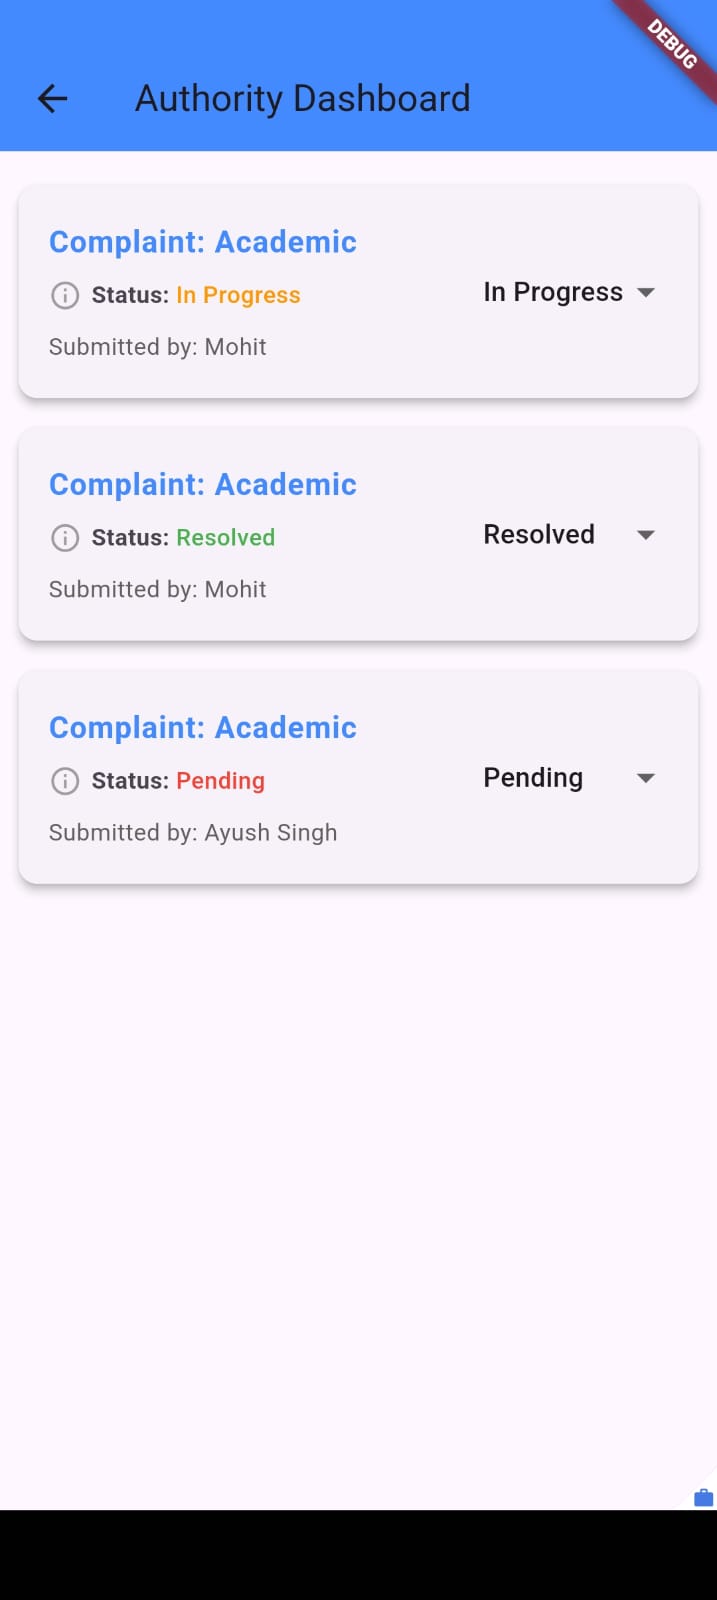 DEBUG
Authority Dashboard
Complaint: Academic
Status: In Progress
In Progress
Submitted by: Mohit
Complaint: Academic
Status: Resolved
Resolved
Submitted by: Mohit
Complaint: Academic
Status: Pending
Pending
Submitted by: Ayush Singh